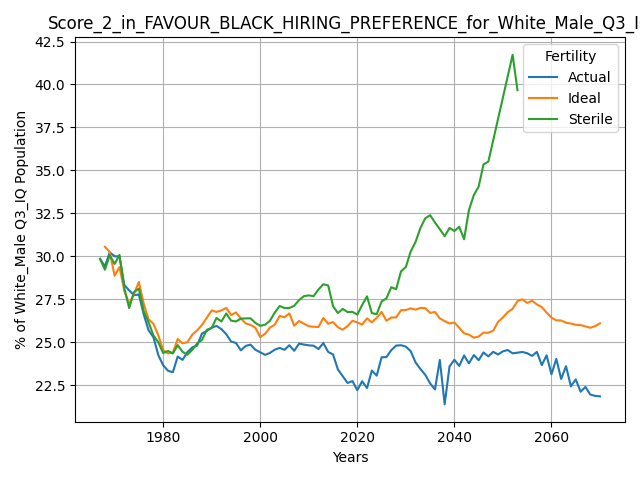 Score_2_in_FAVOUR_BLACK_HIRING_PREFERENCE_for_White_Male_Q3_I
42.5
40.0
37.5
35.0
32.5
30.0
27.5
25.0
22.5
% of White_Male Q3_IQ Population
Fertility
Actual
Ideal
Sterile
1980
2000
2020
2040
2060
Years